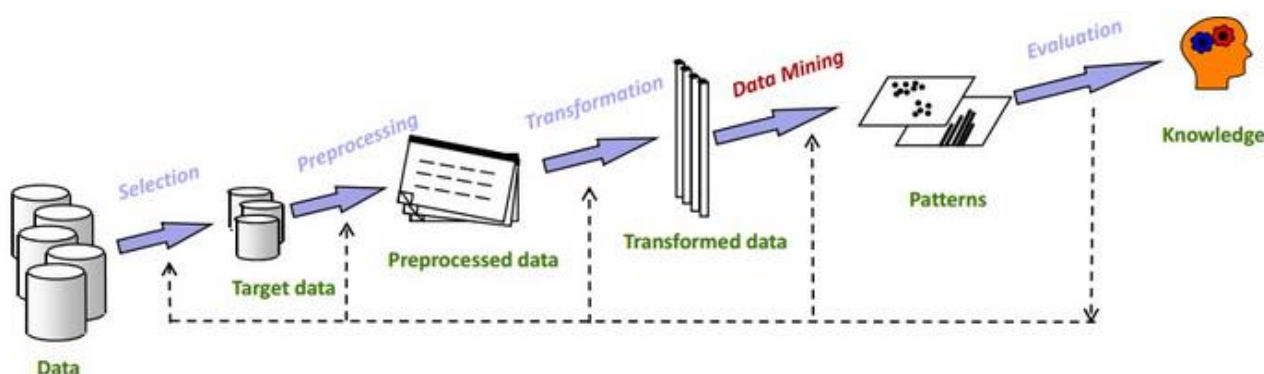 Selection
Preprocessing
Transformation
Data Mining
Evaluation
Data
Target data
Preprocessed data
Transformed data
Patterns
Knowledge